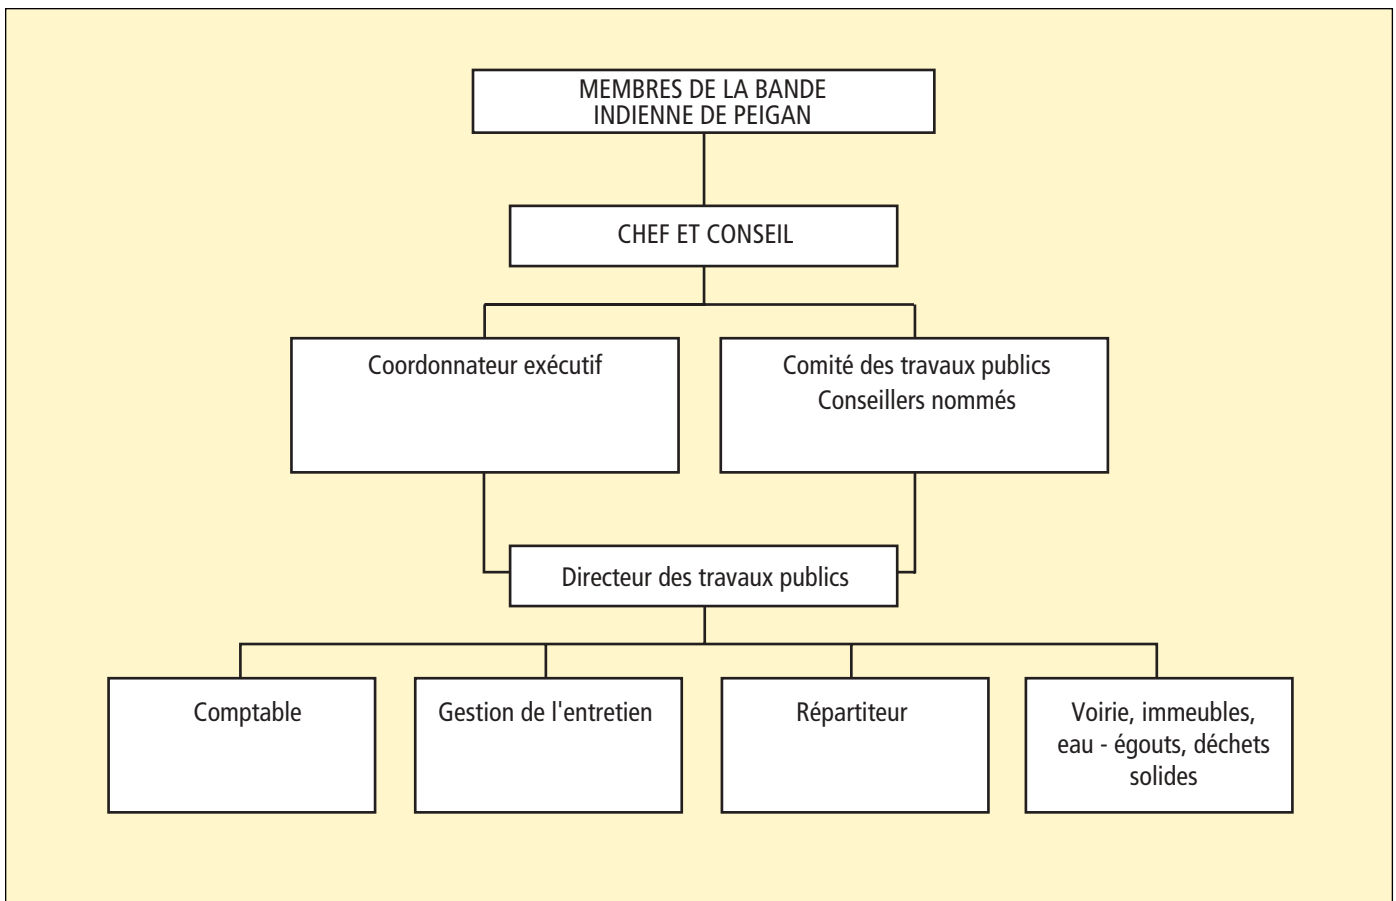 MEMBRES DE LA BANDE
INDIENNE DE PEIGAN
CHEF ET CONSEIL
Coordonnateur exécutif
Comité des travaux publics
Conseillers nommés
Directeur des travaux publics
Comptable
Gestion de l'entretien
Répartiteur
Voirie, immeubles,
eau - égouts, déchets
solides